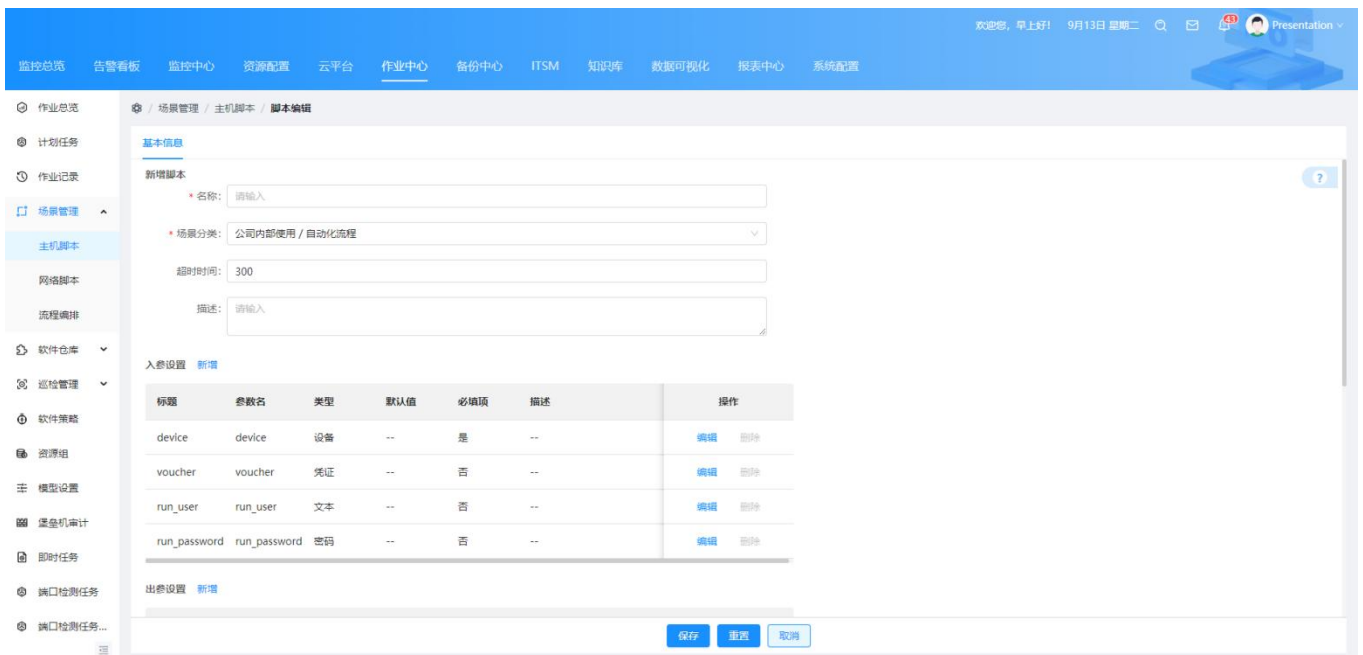 欢迎您，早上好! 9月13日 星期二 43 Presentation
监控总览 告警看板 监控中心 资源配置 云平台 作业中心 备份中心 ITSM 知识库 数据可视化 报表中心 系统配置
作业总览
计划任务
作业记录
场景管理
主机脚本
网络脚本
流程编排
软件仓库
巡检管理
软件策略
资源组
模型设置
堡垒机审计
即时任务
端口检测任务
端口检测任务...
/ 场景管理 / 主机脚本 / 脚本编辑
基本信息
新增脚本
?
* 名称: 请输入
* 场景分类: 公司内部使用 / 自动化流程
超时时间: 300
描述: 请输入
入参设置 新增
标题 参数名 类型 默认值 必填项 描述 操作
device device 设备 -- 是 -- 编辑 删除
voucher voucher 凭证 -- 否 -- 编辑 删除
run_user run_user 文本 -- 否 -- 编辑 删除
run_password run_password 密码 -- 否 -- 编辑 删除
出参设置 新增
保存 重置 取消